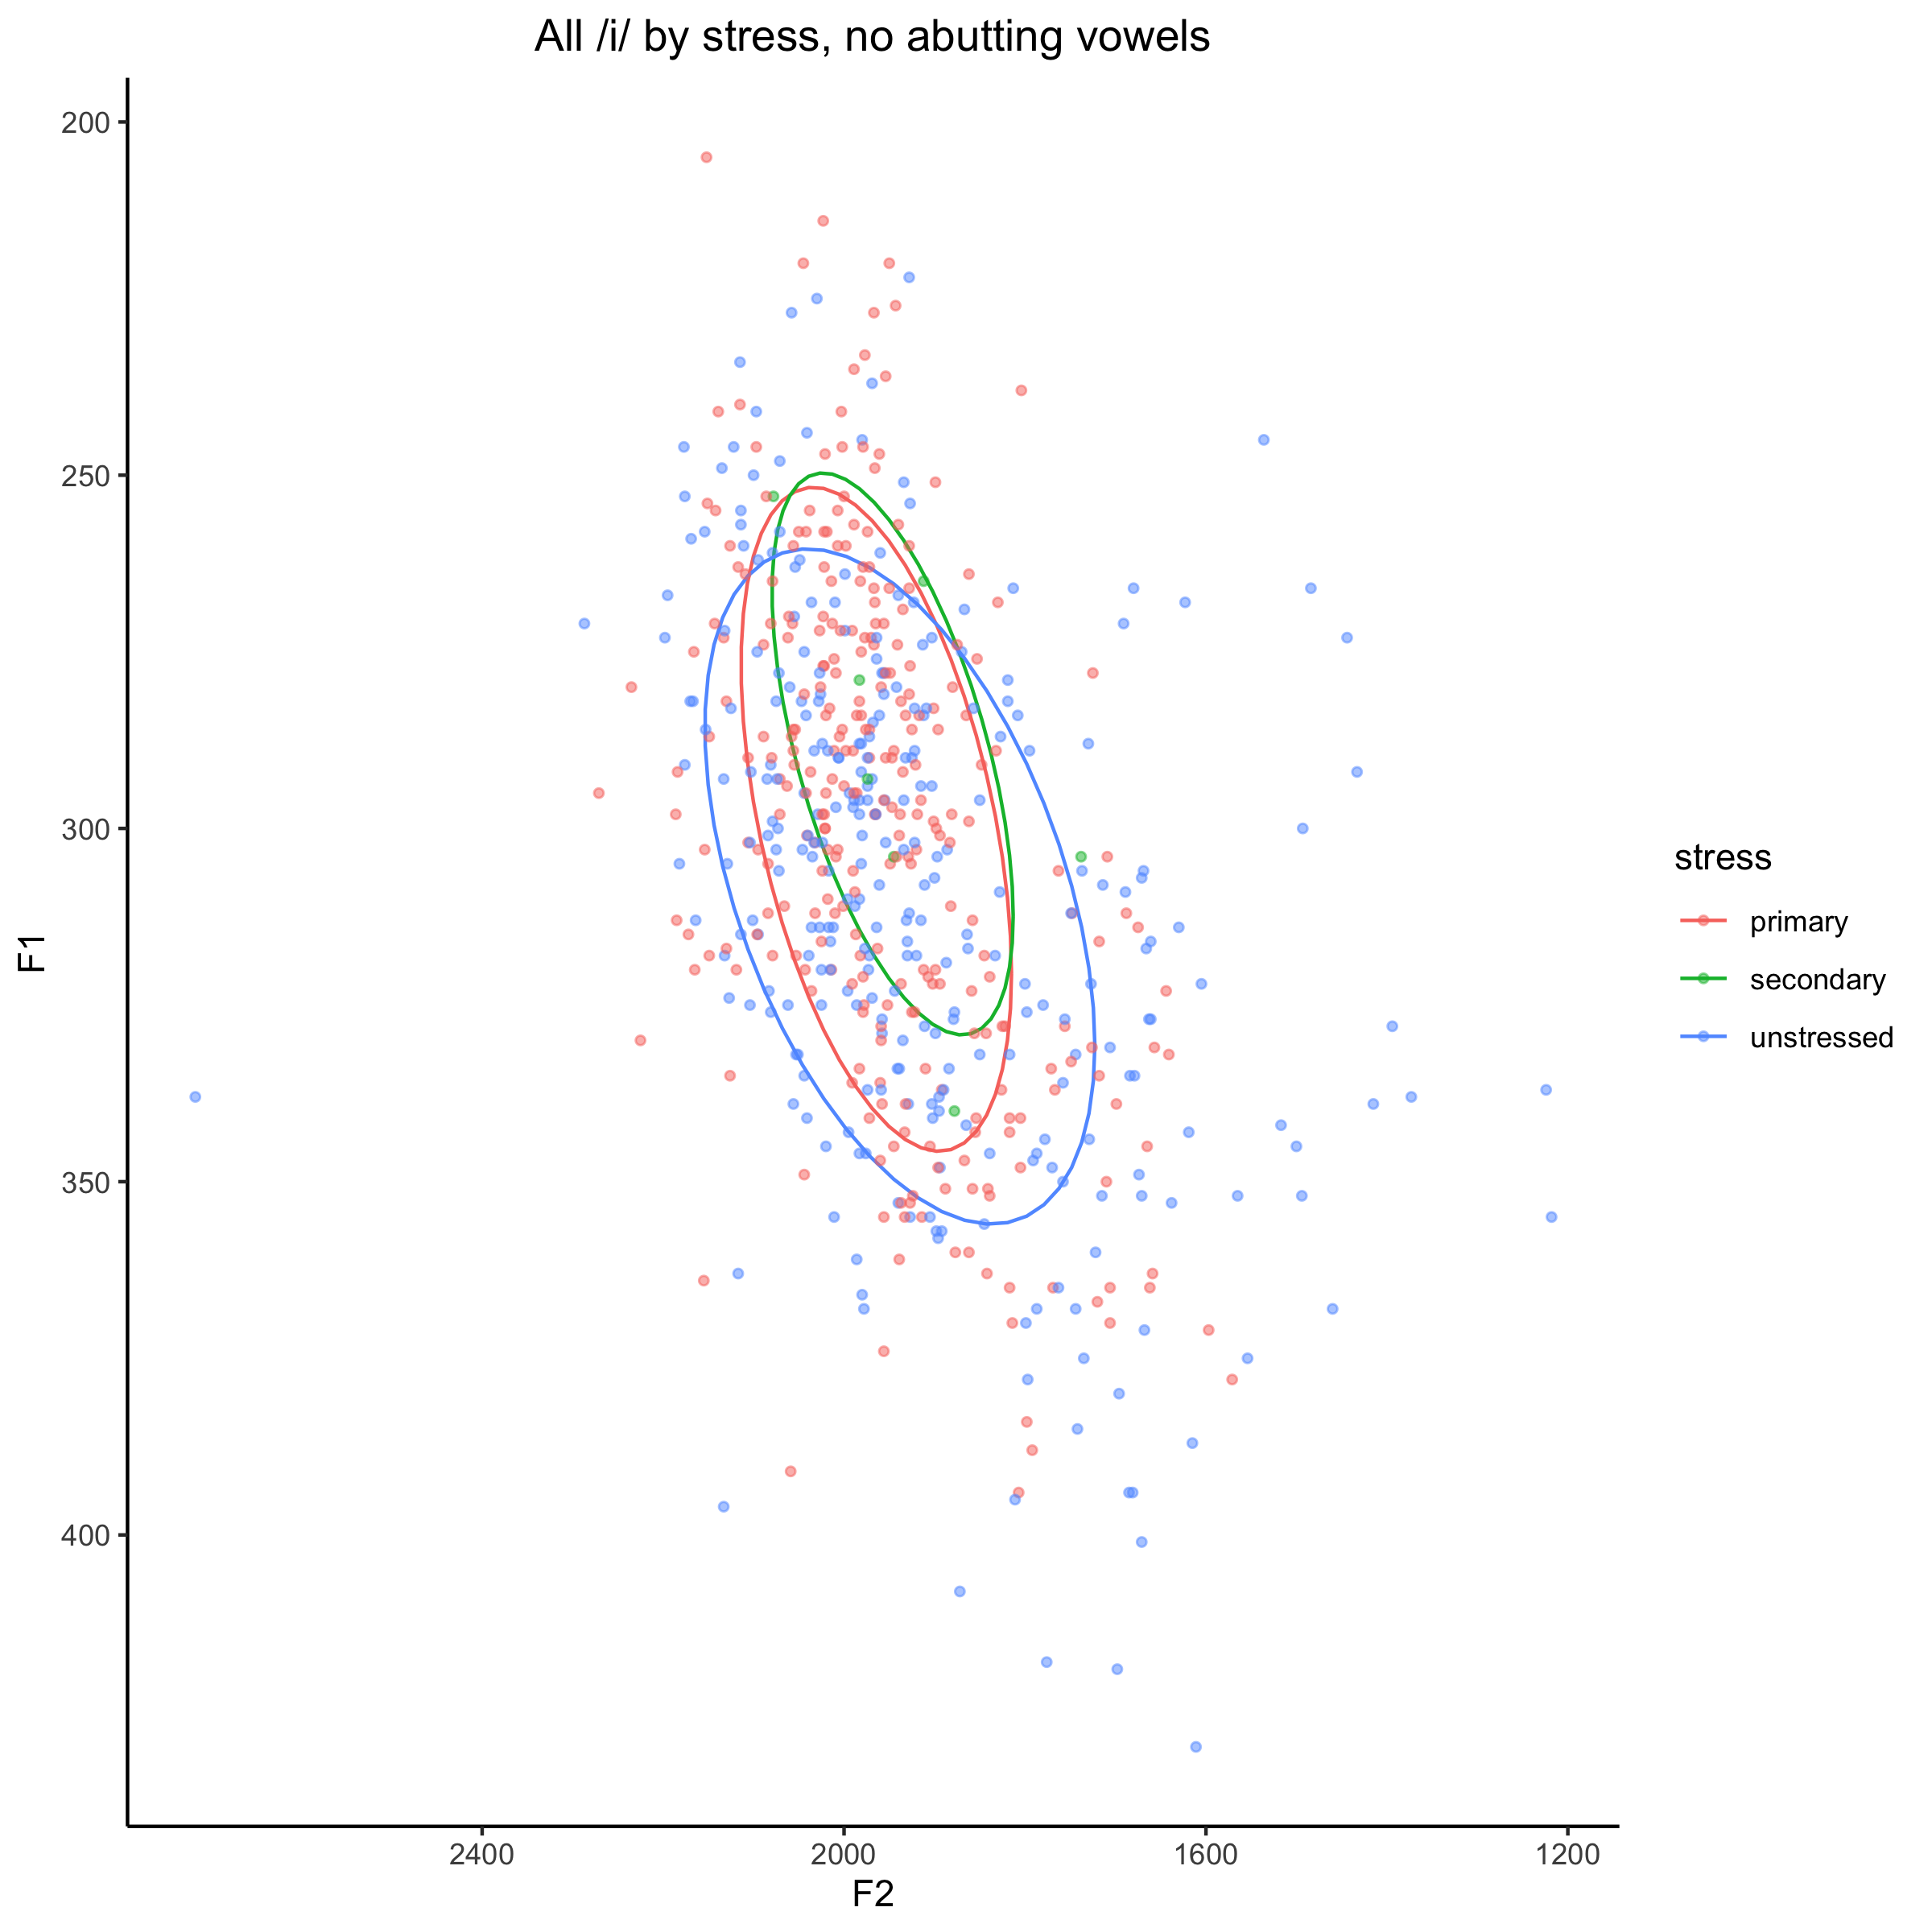 All /i/ by stress, no abutting vowels
200
250
300
350
400
F1
2400
2000
1600
1200
F2
stress
primary
secondary
unstressed